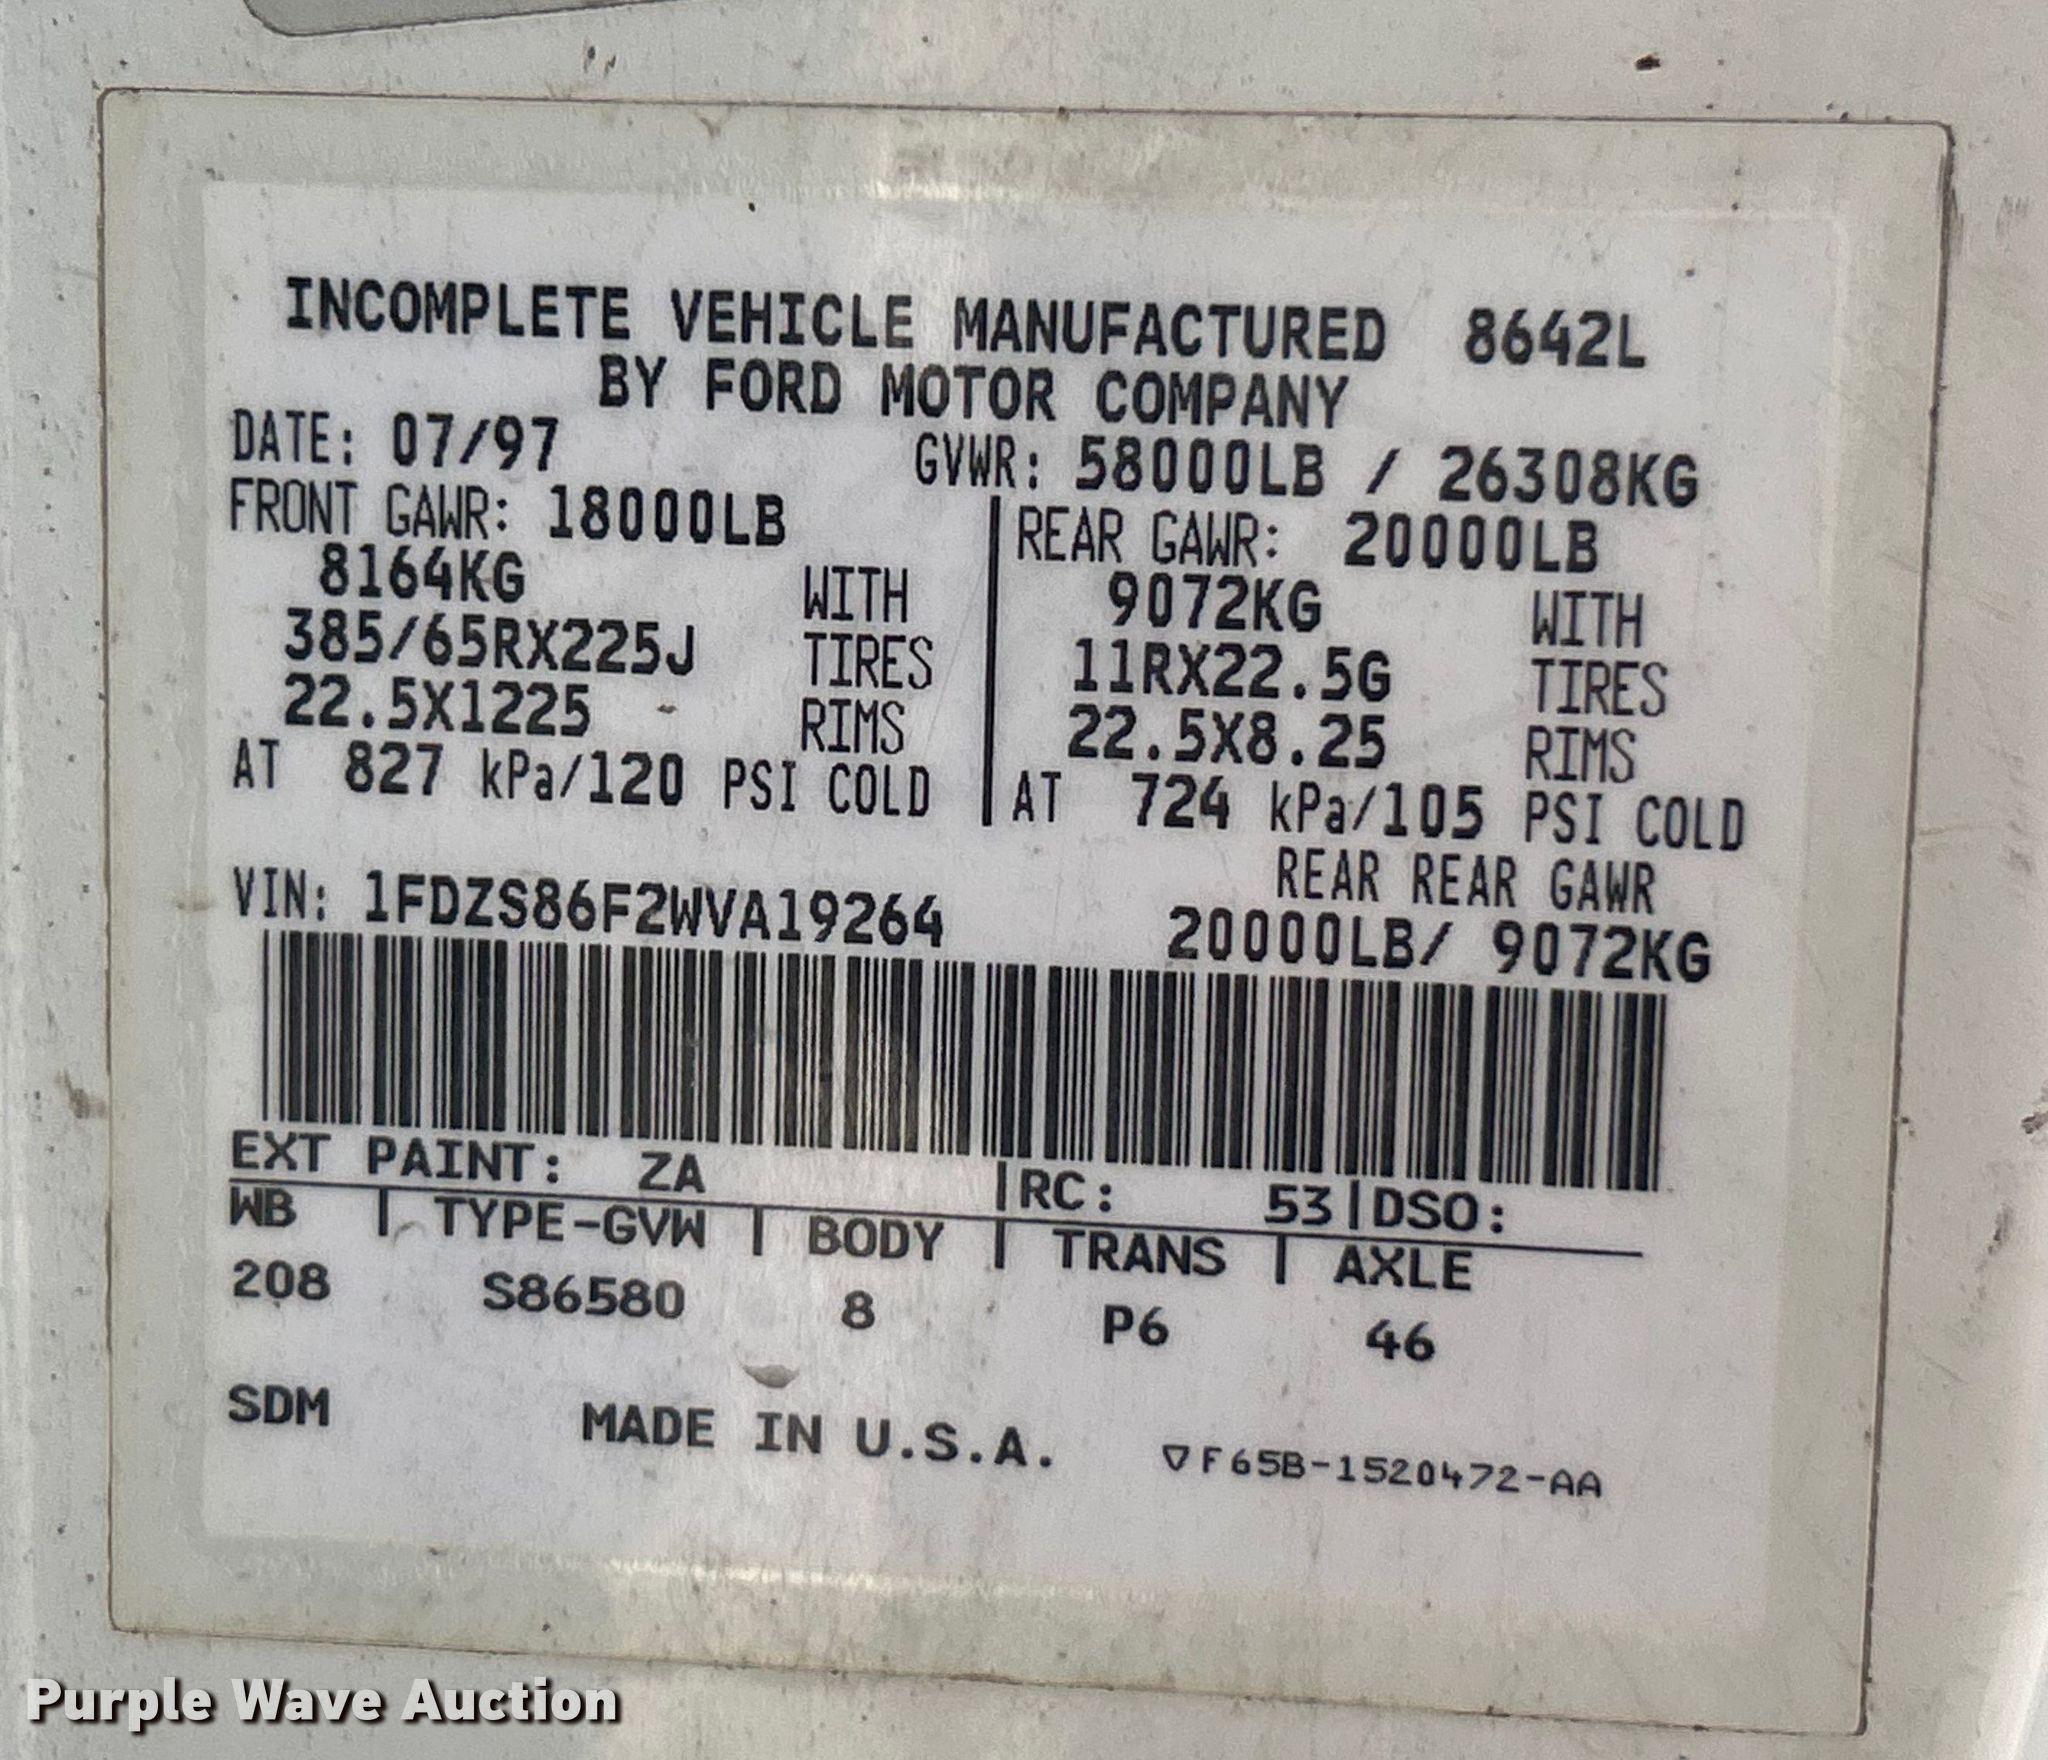 INCOMPLETE VEHICLE MANUFACTURED 8642L
BY FORD MOTOR COMPANY
DATE: 07/97 GVWR: 58000LB / 26308KG
FRONT GAWR: 18000LB REAR GAWR: 20000LB
8164KG WITH 9072KG WITH
385/65RX225J TIRES 11RX22.5G TIRES
22.5X1225 RIMS 22.5X8.25 RIMS
AT 827 kPa/120 PSI COLD AT 724 kPa/105 PSI COLD
REAR REAR GAWR
VIN: 1FDZS86F2WVA19264 20000LB/ 9072KG
EXT PAINT: ZA |RC: 53|DSO:
WB | TYPE-GVW | BODY | TRANS | AXLE
208 S86580 8 P6 46
SDM MADE IN U.S.A. ▽F65B-1520472-AA
Purple Wave Auction